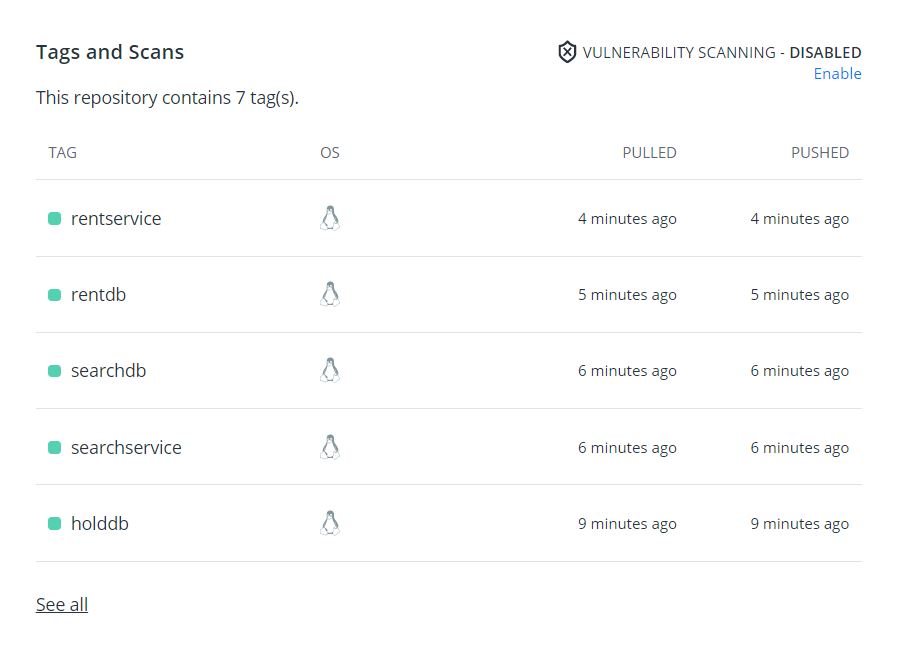 Tags and Scans
VULNERABILITY SCANNING - DISABLED
Enable
This repository contains 7 tag(s).
TAG OS PULLED PUSHED
rentservice 4 minutes ago 4 minutes ago
rentdb 5 minutes ago 5 minutes ago
searchdb 6 minutes ago 6 minutes ago
searchservice 6 minutes ago 6 minutes ago
holddb 9 minutes ago 9 minutes ago
See all